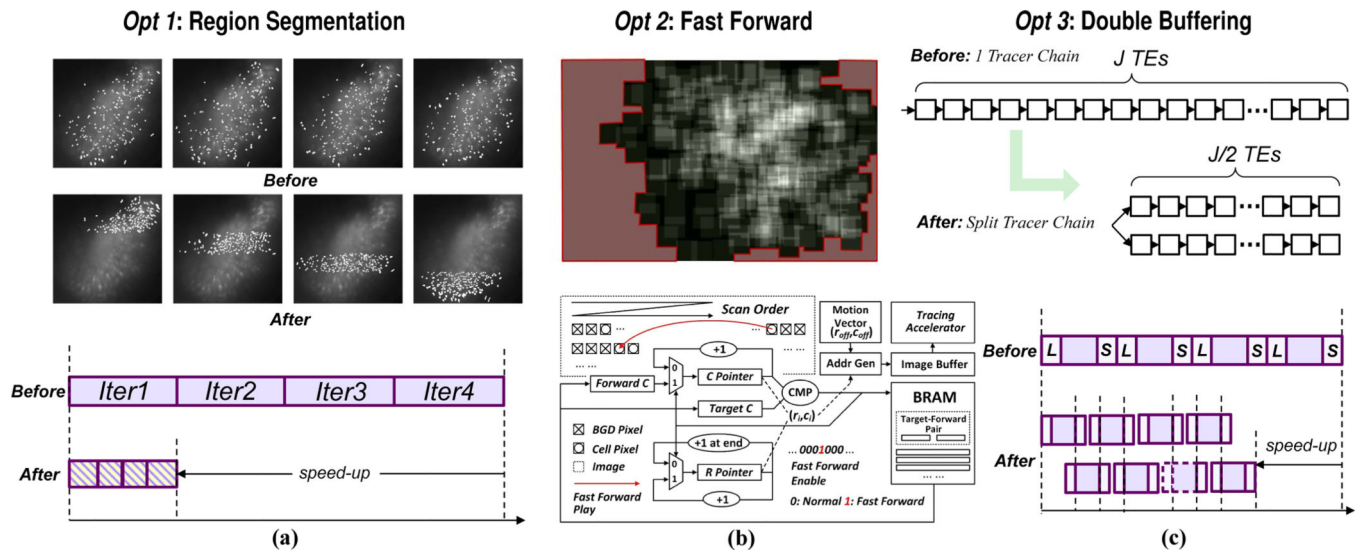 Opt 1: Region Segmentation
Before
After
Before
Iter1 Iter2 Iter3 Iter4
After
speed-up
(a)
Opt 2: Fast Forward
Scan Order
...
...
... ...
... ...
Forward C
0
1
+1
C Pointer
Target C
CMP
(ri,ci)
Motion
Vector
(roff,coff)
Addr Gen
Tracing
Accelerator
Image Buffer
BRAM
Target-Forward
Pair
... ...
BGD Pixel
Cell Pixel
Image
Fast Forward
Play
+1 at end
0
1
R Pointer
+1
... 0001000...
Fast Forward
Enable
0: Normal 1: Fast Forward
(b)
Opt 3: Double Buffering
Before: 1 Tracer Chain
J TEs
...
J/2 TEs
After: Split Tracer Chain
...
...
Before
L S L S L S L S
After
speed-up
(c)